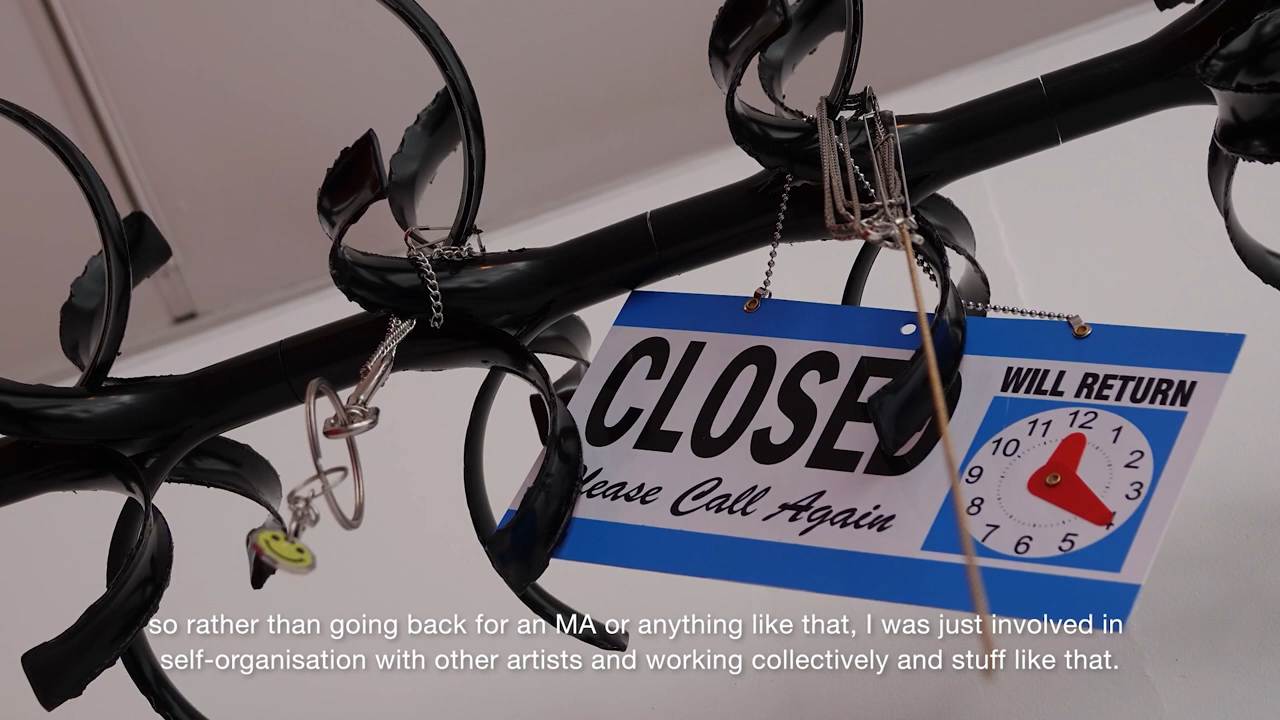 CLOSED
Please Call Again
WILL RETURN
12
1
2
3
4
5
6
7
8
9
10
11
so rather than going back for an MA or anything like that, I was just involved in
self-organisation with other artists and working collectively and stuff like that.